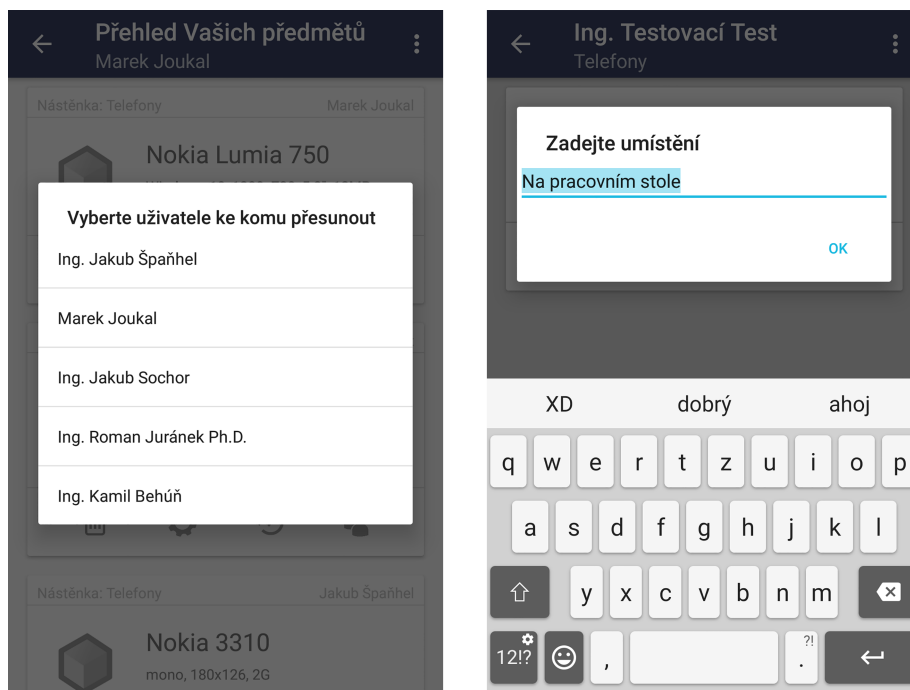 Přehled Vašich předmětů
Marek Joukal
Nástěnka: Telefony
Marek Joukal
Nokia Lumia 750
Vyberte uživatele ke komu přesunout
Ing. Jakub Špaňhel
Marek Joukal
Ing. Jakub Sochor
Ing. Roman Juránek Ph.D.
Ing. Kamil Behúň
Nástěnka: Telefony
Jakub Špaňhel
Nokia 3310
mono, 180x126, 2G
Ing. Testovací Test
Telefony
Zadejte umístění
Na pracovním stole
OK
XD dobrý ahoj
q w e r t z u i o p
a s d f g h j k l
y x c v b n m
12!? , . ?!